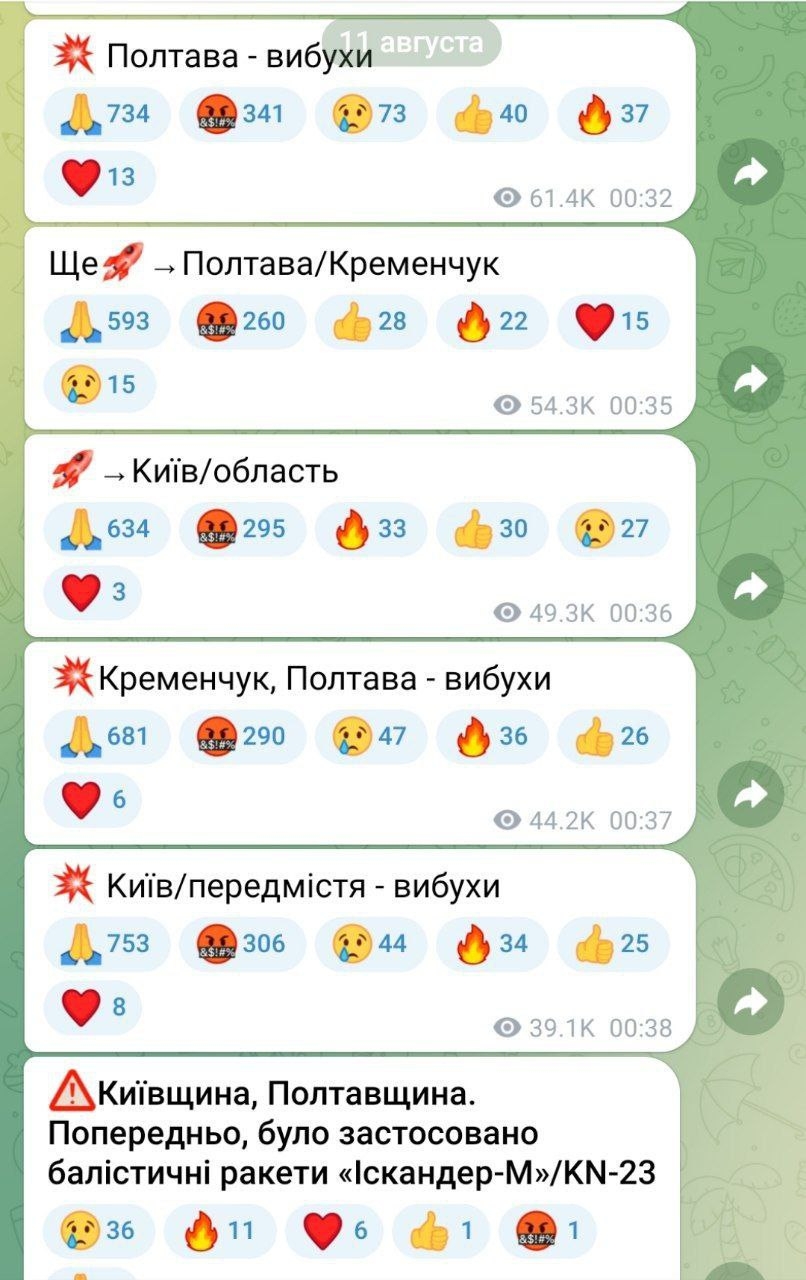 11 августа
💥 Полтава - вибухи
🙏 734 🤬 341 😢 73 👍 40 🔥 37
❤️ 13
61.4K 00:32
Ще🚀→Полтава/Кременчук
🙏 593 🤬 260 👍 28 🔥 22 ❤️ 15
😢 15
54.3K 00:35
🚀→Київ/область
🙏 634 🤬 295 🔥 33 👍 30 😢 27
❤️ 3
49.3K 00:36
💥Кременчук, Полтава - вибухи
🙏 681 🤬 290 😢 47 🔥 36 👍 26
❤️ 6
44.2K 00:37
💥 Київ/передмістя - вибухи
🙏 753 🤬 306 😢 44 🔥 34 👍 25
❤️ 8
39.1K 00:38
⚠️Київщина, Полтавщина.
Попередньо, було застосовано
балістичні ракети «Іскандер-М»/KN-23
😢 36 🔥 11 ❤️ 6 👍 1 🤬 1